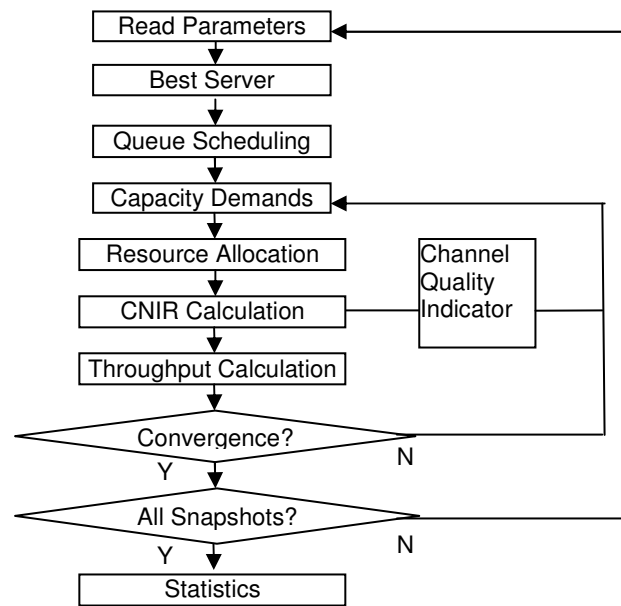 Read Parameters
Best Server
Queue Scheduling
Capacity Demands
Resource Allocation
Channel
Quality
Indicator
CNIR Calculation
Throughput Calculation
Convergence?
Y
N
All Snapshots?
Y
N
Statistics